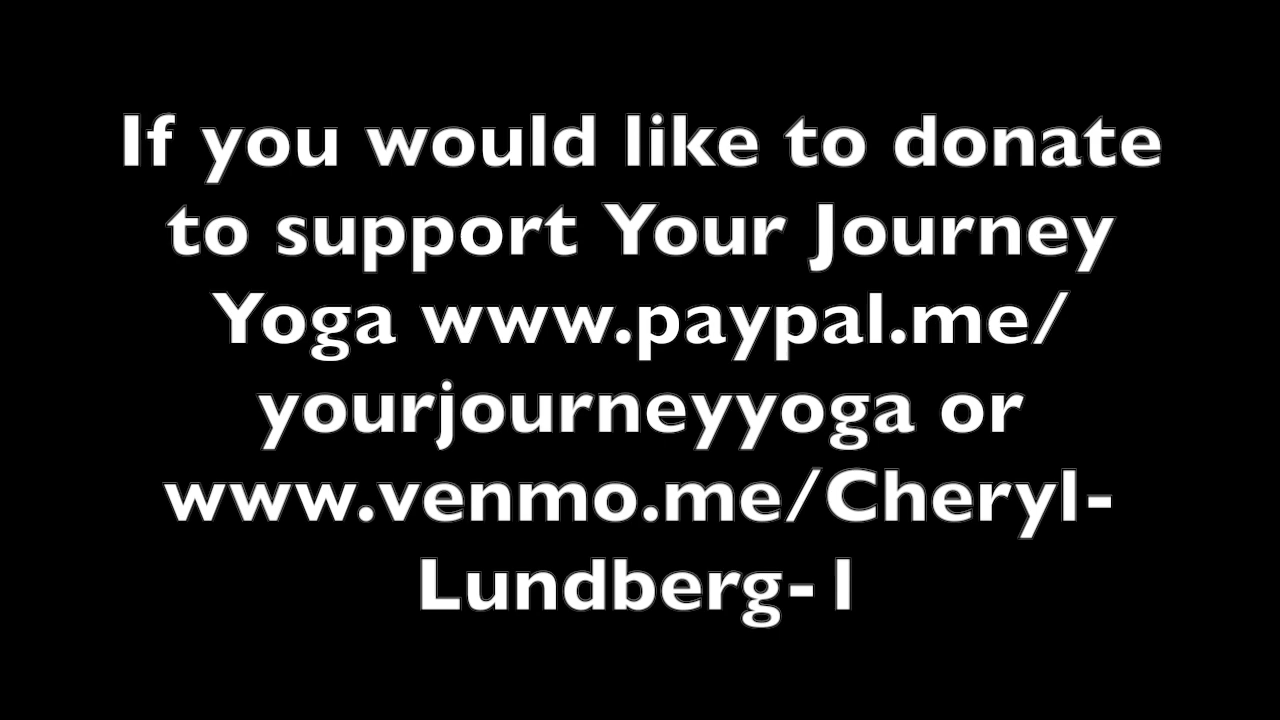 If you would like to donate
to support Your Journey
Yoga www.paypal.me/
yourjourneyyoga or
www.venmo.me/Cheryl-
Lundberg-1